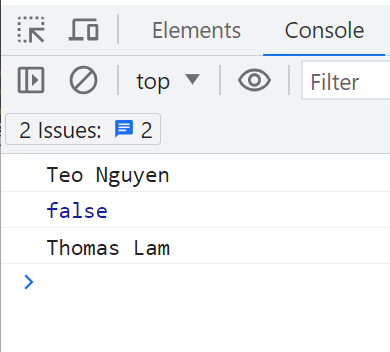 Elements Console
top Filter
2 Issues: 2
Teo Nguyen
false
Thomas Lam